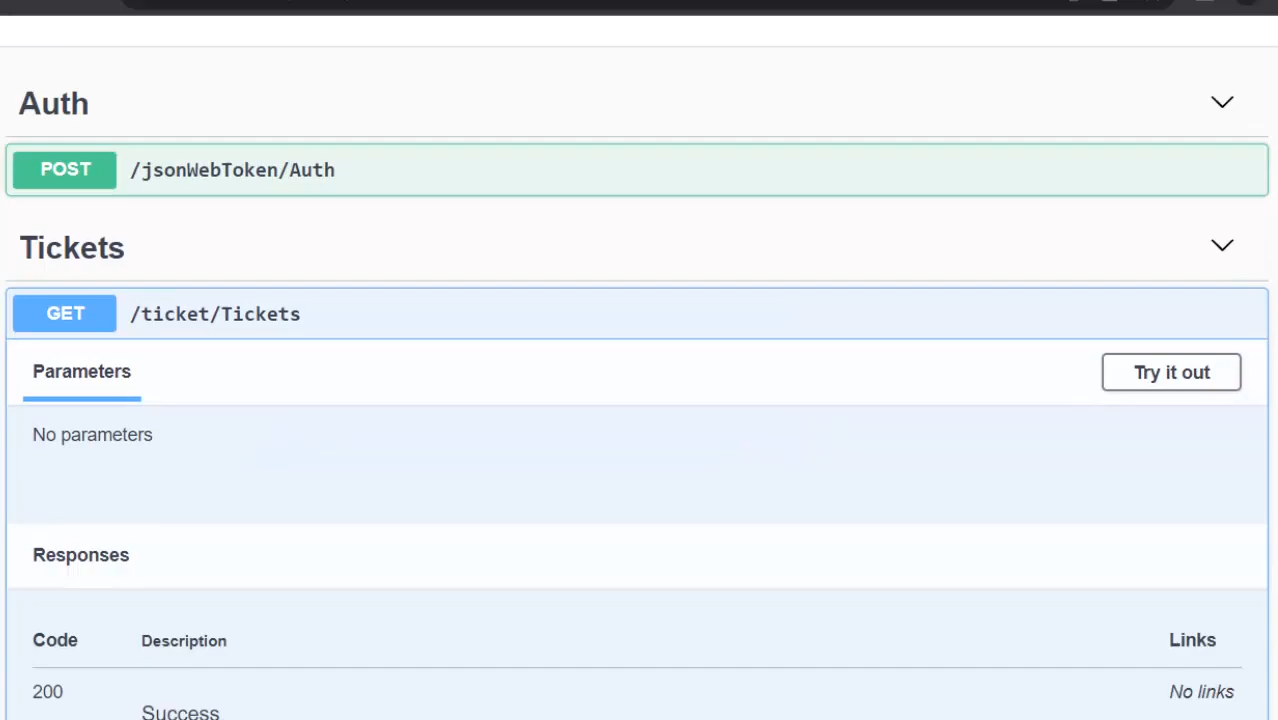 Auth
POST /jsonWebToken/Auth
Tickets
GET /ticket/Tickets
Parameters Try it out
No parameters
Responses
Code Description Links
200 No links
Success